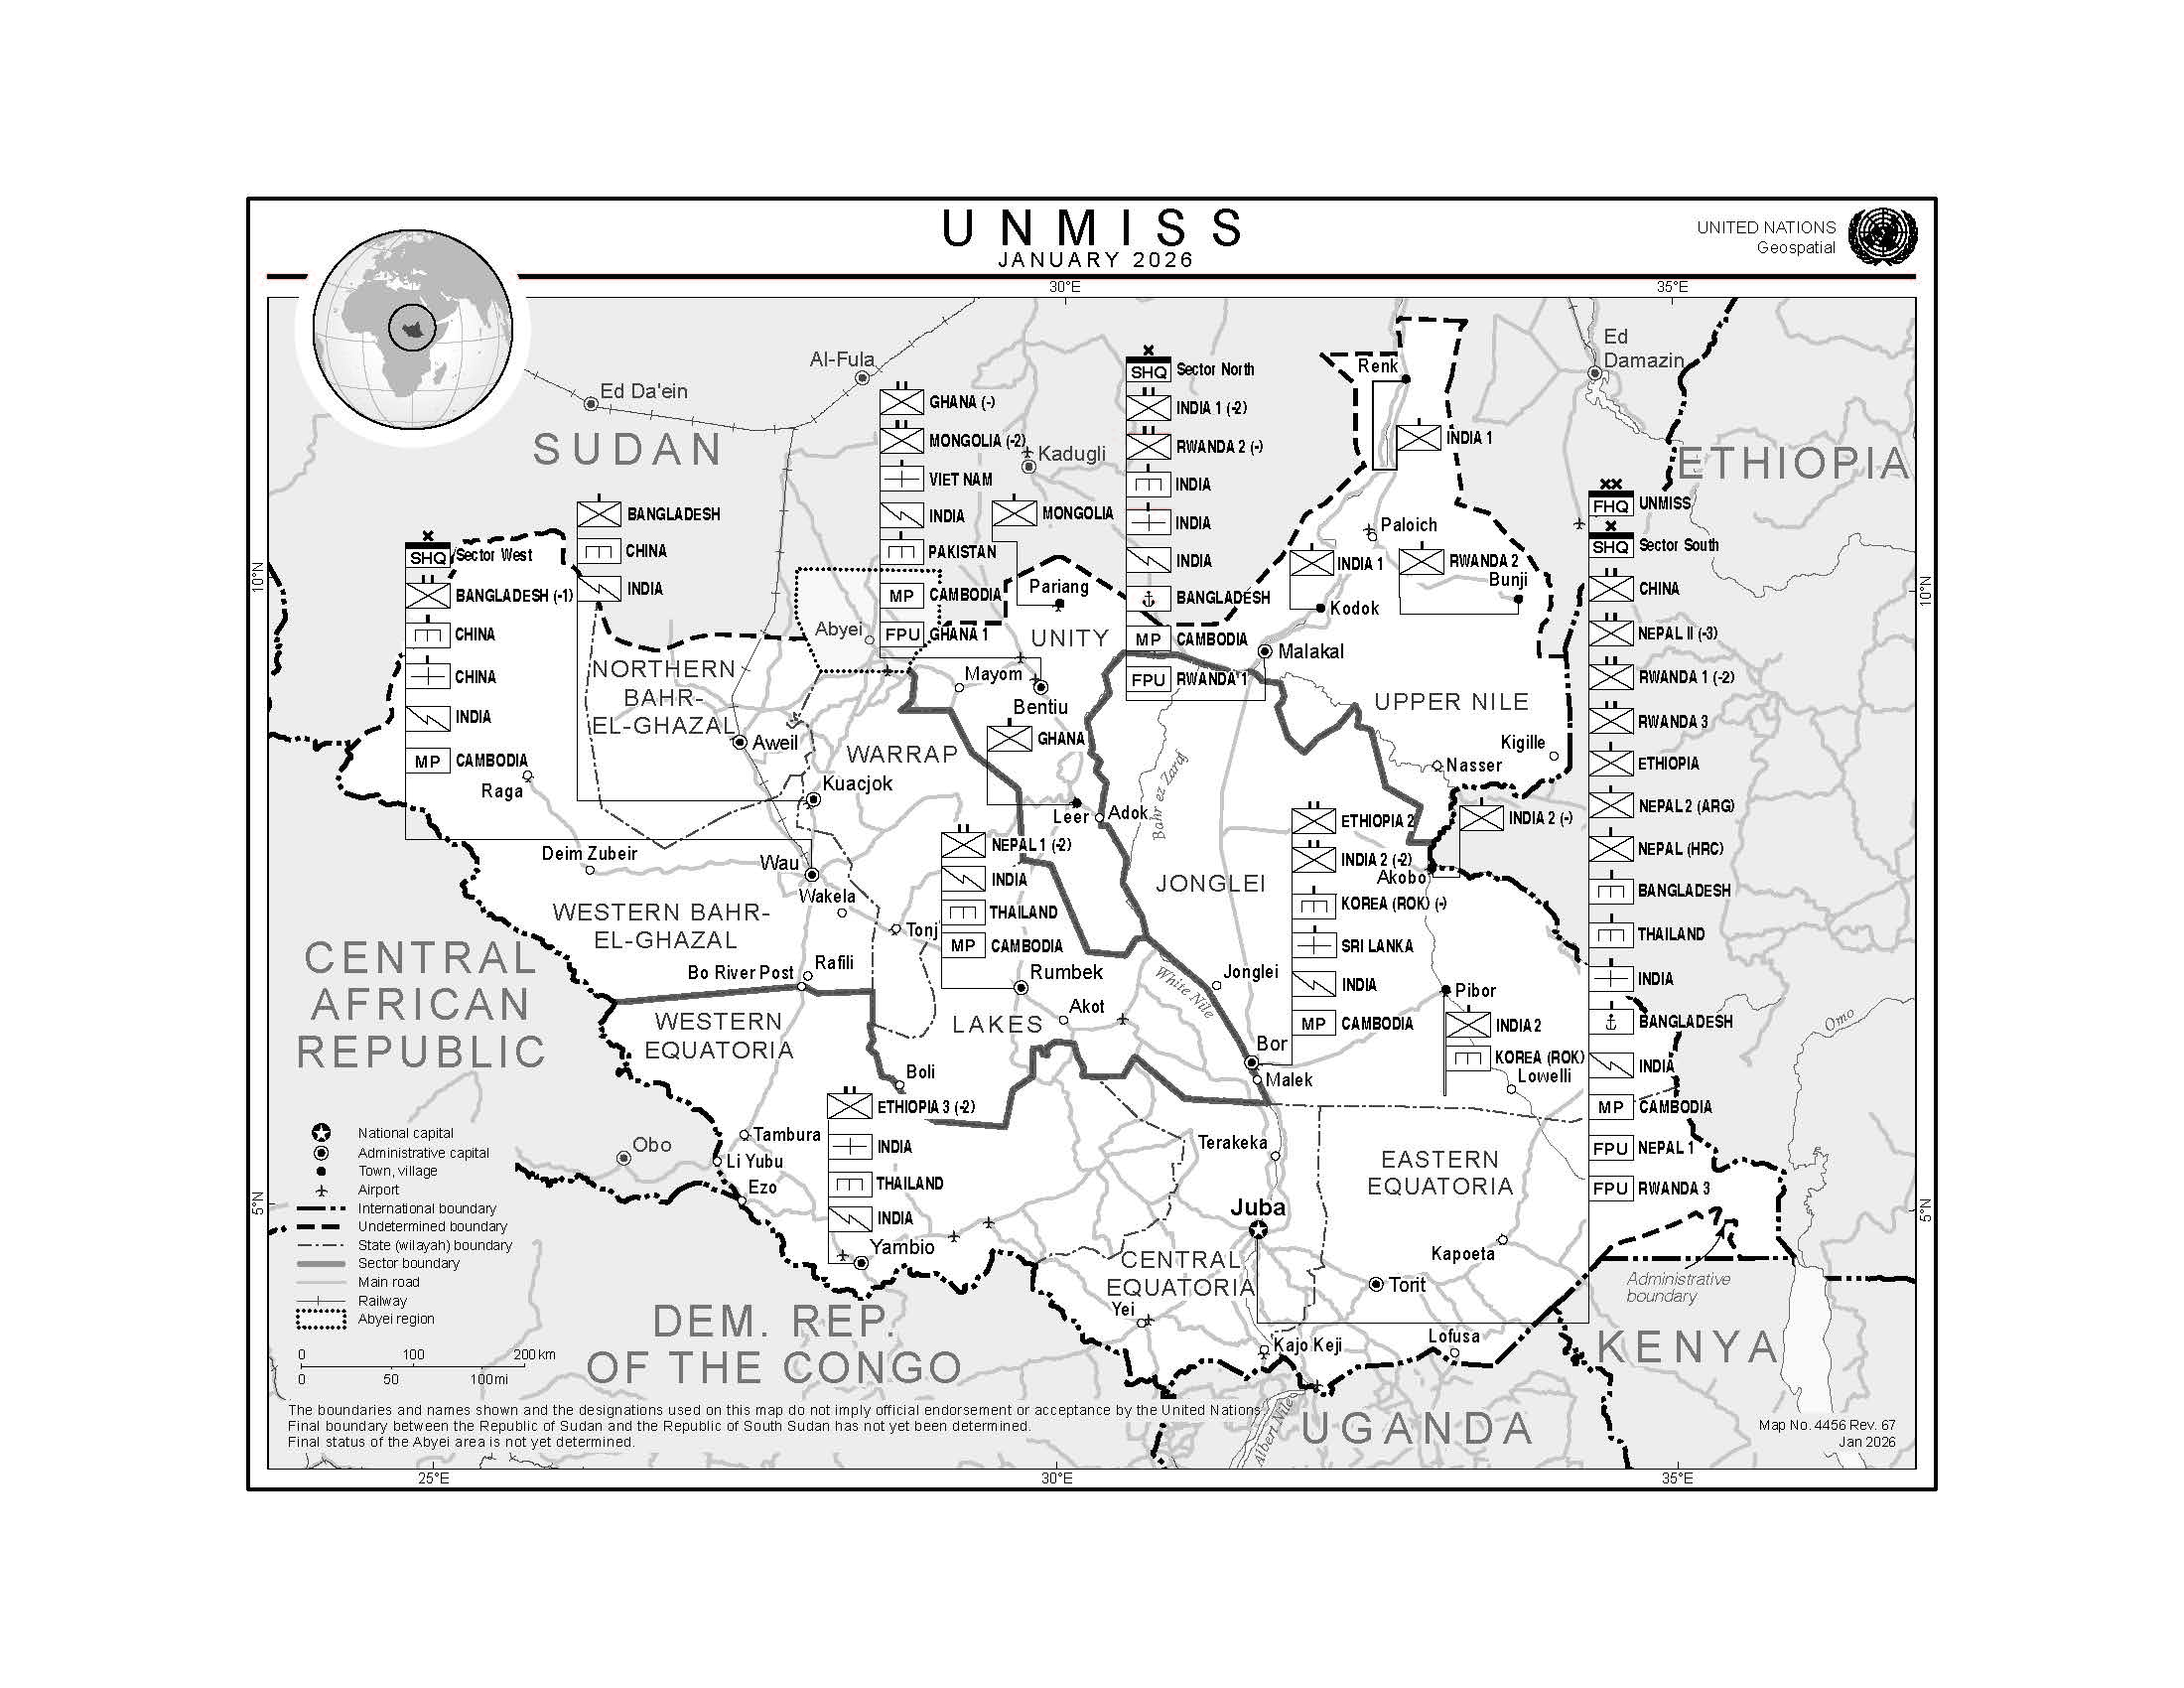 UNMISS
JANUARY 2026
UNITED NATIONS
Geospatial
30°E
35°E
10°N
5°N
10°N
5°N
25°E
30°E
35°E
SUDAN
Ed Da'ein
Al-Fula
Kadugli
Abyei
Ed
Damazin
ETHIOPIA
SHQ Sector West
BANGLADESH (-1)
CHINA
CHINA
INDIA
MP CAMBODIA
Raga
BANGLADESH
CHINA
INDIA
NORTHERN
BAHR-
EL-GHAZAL
Aweil
GHANA (-)
MONGOLIA (-2)
VIET NAM
INDIA
PAKISTAN
MP CAMBODIA
FPU GHANA 1
MONGOLIA
Pariang
UNITY
Mayom
Bentiu
GHANA
Leer
Adok
WARRAP
Kuacjok
SHQ Sector North
INDIA 1 (-2)
RWANDA 2 (-)
INDIA
INDIA
INDIA
BANGLADESH
MP CAMBODIA
FPU RWANDA 1
Renk
INDIA 1
Paloich
INDIA 1
RWANDA 2
Bunji
Kodok
Malakal
UPPER NILE
Kigille
Nasser
INDIA 2 (-)
Bahr ez Zaraf
FHQ UNMISS
SHQ Sector South
CHINA
NEPAL II (-3)
RWANDA 1 (-2)
RWANDA 3
ETHIOPIA
NEPAL 2 (ARG)
NEPAL (HRC)
BANGLADESH
THAILAND
INDIA
BANGLADESH
INDIA
MP CAMBODIA
FPU NEPAL 1
FPU RWANDA 3
Deim Zubeir
Wau
Wakela
Tonj
WESTERN BAHR-
EL-GHAZAL
Bo River Post
Rafili
NEPAL 1 (-2)
INDIA
THAILAND
MP CAMBODIA
Rumbek
Akot
LAKES
JONGLEI
Jonglei
White Nile
ETHIOPIA 2
INDIA 2 (-2)
Akobo
KOREA (ROK) (-)
SRI LANKA
INDIA
MP CAMBODIA
Bor
Malek
Pibor
INDIA 2
KOREA (ROK)
Lowelli
Omo
CENTRAL
AFRICAN
REPUBLIC
WESTERN
EQUATORIA
Boli
ETHIOPIA 3 (-2)
INDIA
THAILAND
INDIA
Yambio
Tambura
Li Yubu
Ezo
Obo
Terakeka
Juba
CENTRAL
EQUATORIA
Yei
Kajo Keji
EASTERN
EQUATORIA
Kapoeta
Torit
Lofusa
Administrative
boundary
KENYA
UGANDA
Albert Nile
DEM. REP.
OF THE CONGO
National capital
Administrative capital
Town, village
Airport
International boundary
Undetermined boundary
State (wilayah) boundary
Sector boundary
Main road
Railway
Abyei region
0 100 200 km
0 50 100 mi
The boundaries and names shown and the designations used on this map do not imply official endorsement or acceptance by the United Nations.
Final boundary between the Republic of Sudan and the Republic of South Sudan has not yet been determined.
Final status of the Abyei area is not yet determined.
Map No. 4456 Rev. 67
Jan 2026